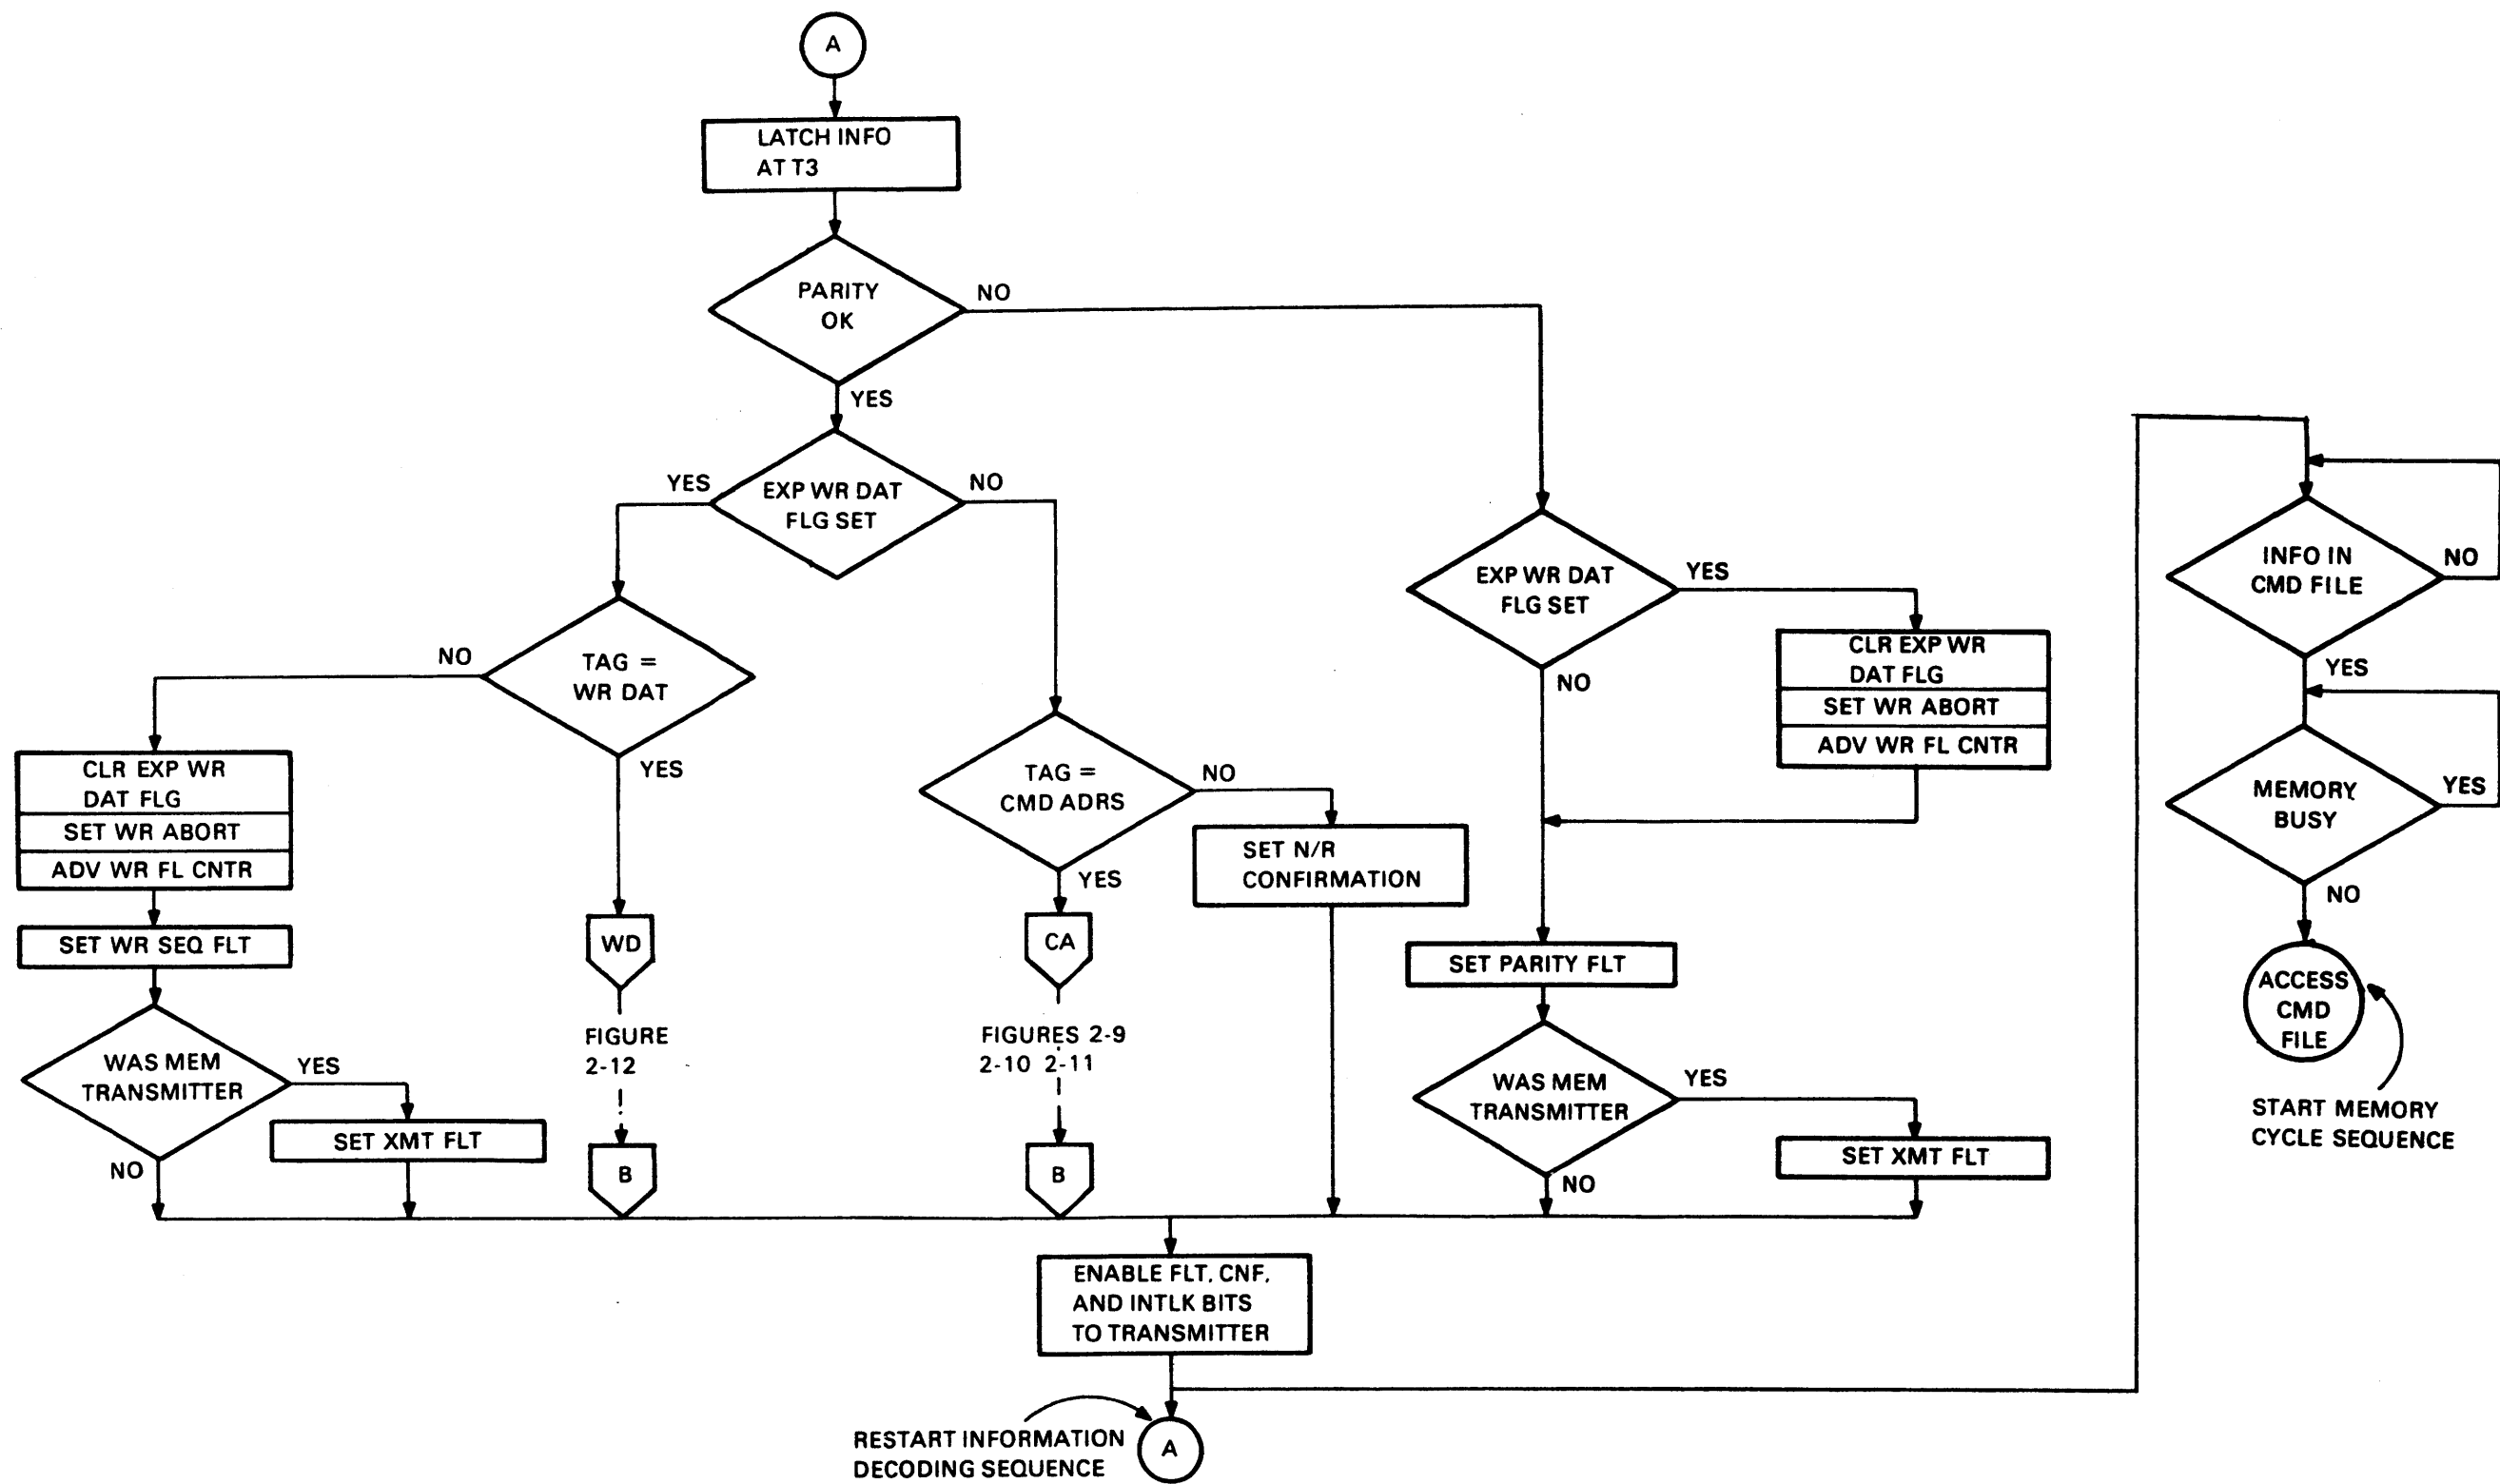 A
LATCH INFO
AT T3
PARITY
OK
NO
YES
EXP WR DAT
FLG SET
YES
NO
TAG =
WR DAT
NO
YES
CLR EXP WR
DAT FLG
SET WR ABORT
ADV WR FL CNTR
SET WR SEQ FLT
WAS MEM
TRANSMITTER
YES
NO
SET XMT FLT
WD
FIGURE
2-12
B
TAG =
CMD ADRS
NO
YES
SET N/R
CONFIRMATION
CA
FIGURES 2-9
2-10 2-11
B
EXP WR DAT
FLG SET
YES
NO
CLR EXP WR
DAT FLG
SET WR ABORT
ADV WR FL CNTR
SET PARITY FLT
WAS MEM
TRANSMITTER
YES
NO
SET XMT FLT
ENABLE FLT, CNF,
AND INTLK BITS
TO TRANSMITTER
RESTART INFORMATION
DECODING SEQUENCE
A
INFO IN
CMD FILE
NO
YES
MEMORY
BUSY
YES
NO
ACCESS
CMD
FILE
START MEMORY
CYCLE SEQUENCE